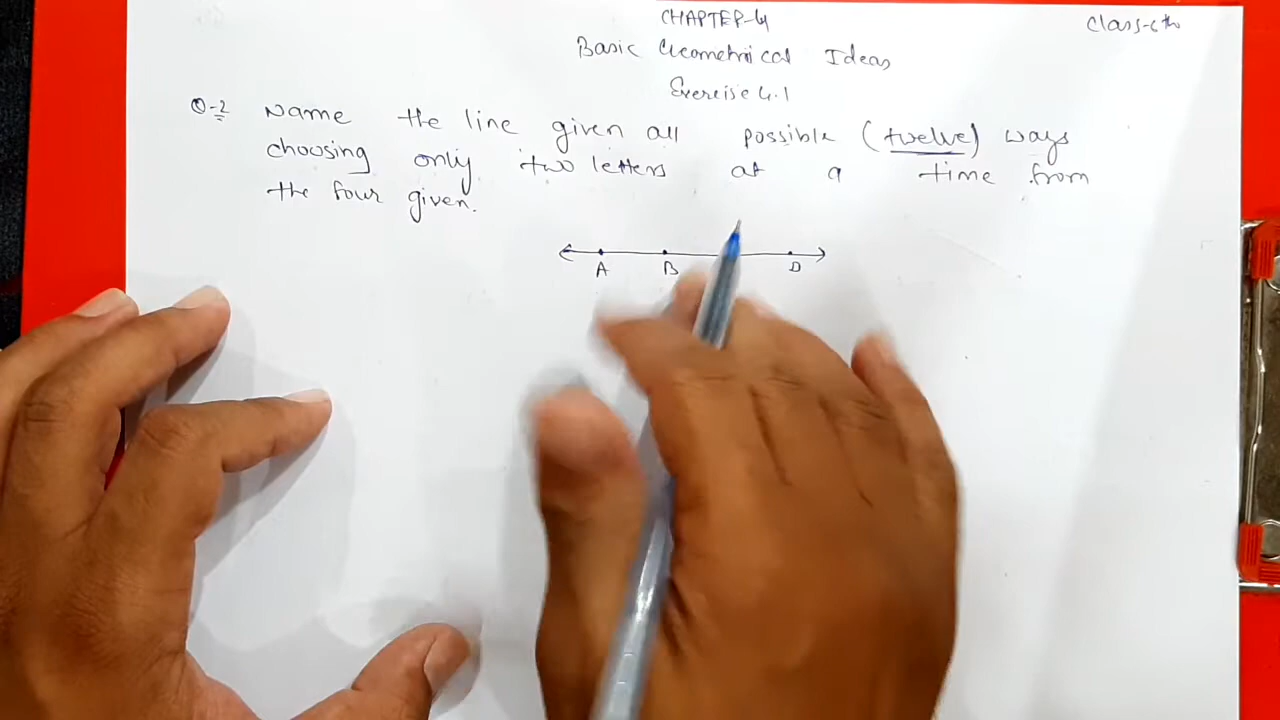 CHAPTER-4
Class-6th
Basic Geometrical Ideas
Exercise 4.1
Q-2 Name the line given all possible (twelve) ways
choosing only two letters at a time from
the four given.
A B D